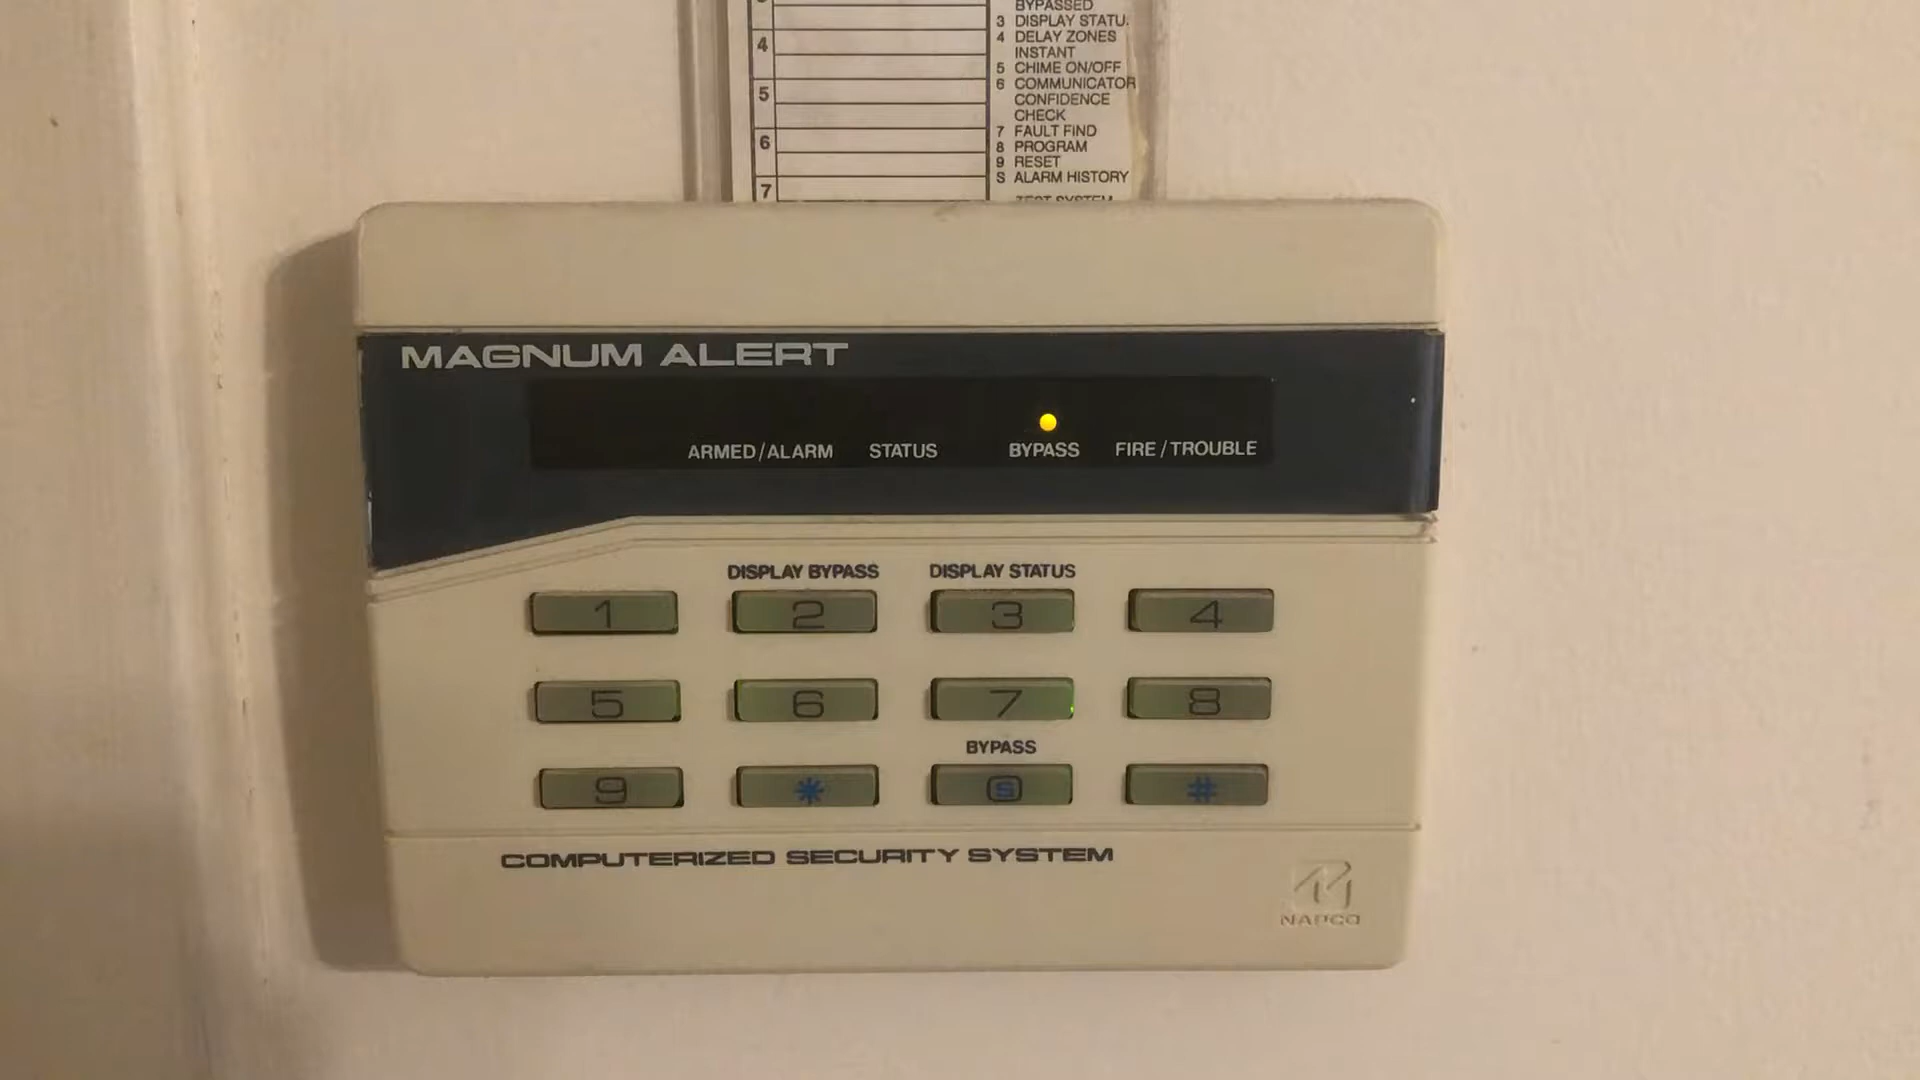 BYPASSED
3 DISPLAY STATU
4 DELAY ZONES
INSTANT
5 CHIME ON/OFF
6 COMMUNICATOR
CONFIDENCE
CHECK
7 FAULT FIND
8 PROGRAM
9 RESET
S ALARM HISTORY
TEST SYSTEM
4
5
6
7
MAGNUM ALERT
ARMED/ALARM STATUS BYPASS FIRE/TROUBLE
DISPLAY BYPASS DISPLAY STATUS
1 2 3 4
5 6 7 8
BYPASS
9 * S #
COMPUTERIZED SECURITY SYSTEM
NAPCO